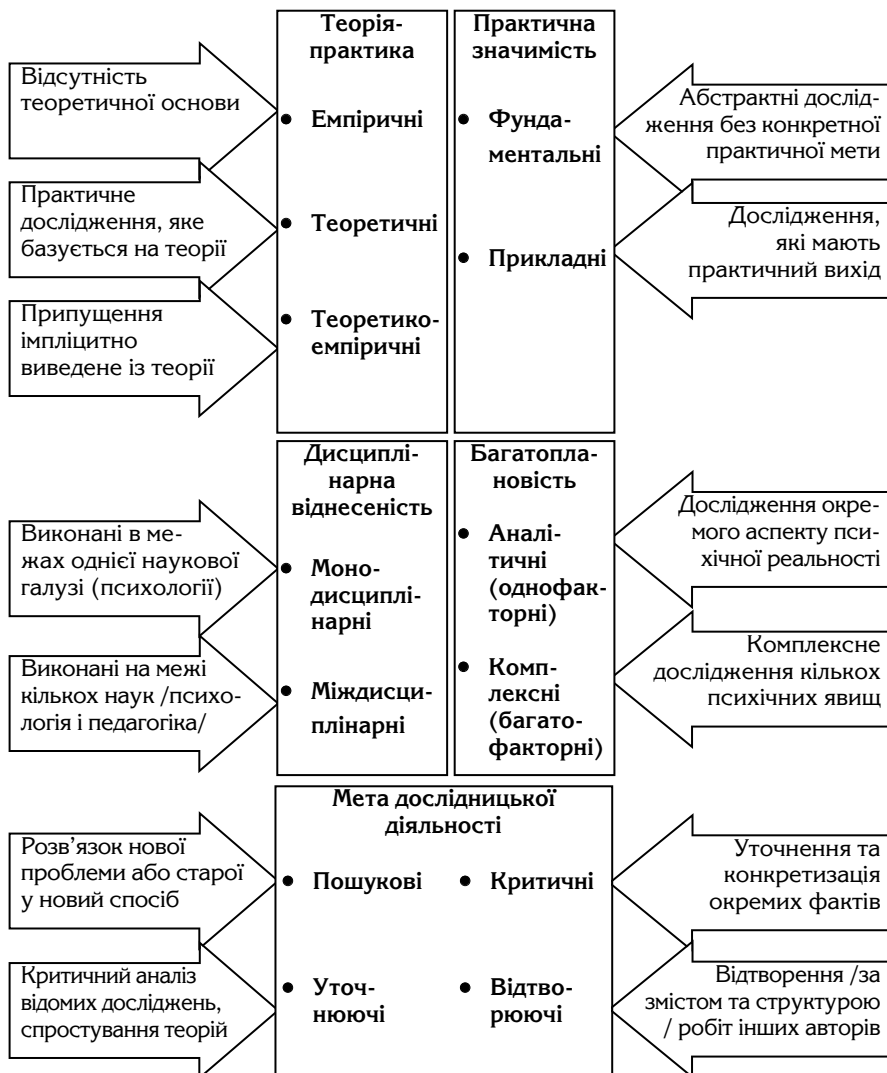 Теорія-
практика
Практична
значимість
Відсутність
теоретичної основи
• Емпіричні
• Фунда-
ментальні
Абстрактні дослід-
ження без конкретної
практичної мети
Практичне
дослідження, яке
базується на теорії
• Теоретичні
• Прикладні
Дослідження,
які мають
практичний вихід
Припущення
імпліцитно
виведене із теорії
• Теоретико-
емпіричні
Дисциплі-
нарна
віднесеність
Багатопла-
новість
Виконані в ме-
жах однієї наукової
галузі (психології)
• Моно-
дисциплі-
нарні
• Аналі-
тичні
(однофак-
торні)
Дослідження окре-
мого аспекту пси-
хічної реальності
Виконані на межі
кількох наук /психо-
логія і педагогіка/
• Міждисци-
плінарні
• Комп-
лексні
(багато-
факторні)
Комплексне
дослідження кількох
психічних явищ
Мета дослідницької
діяльності
Розв’язок нової
проблеми або старої
у новий спосіб
• Пошукові
• Критичні
Уточнення та
конкретизація
окремих фактів
Критичний аналіз
відомих досліджень,
спростування теорій
• Уточ-
нюючі
• Відтво-
рюючі
Відтворення /за
змістом та структурою
/ робіт інших авторів